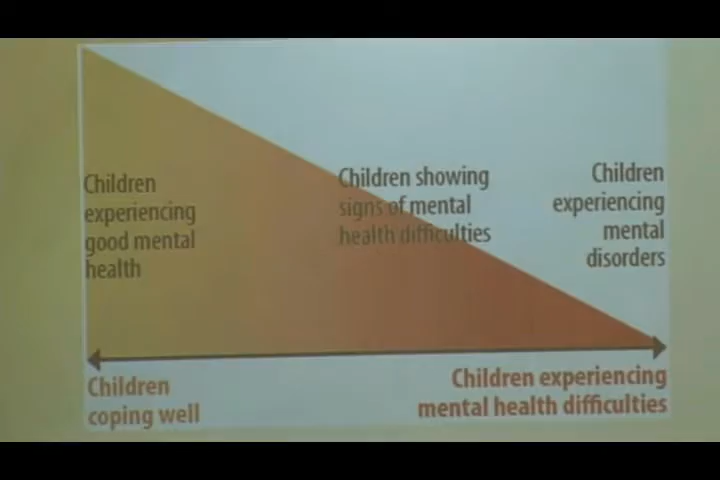 Children
experiencing
good mental
health
Children showing
signs of mental
health difficulties
Children
experiencing
mental
disorders
Children
coping well
Children experiencing
mental health difficulties